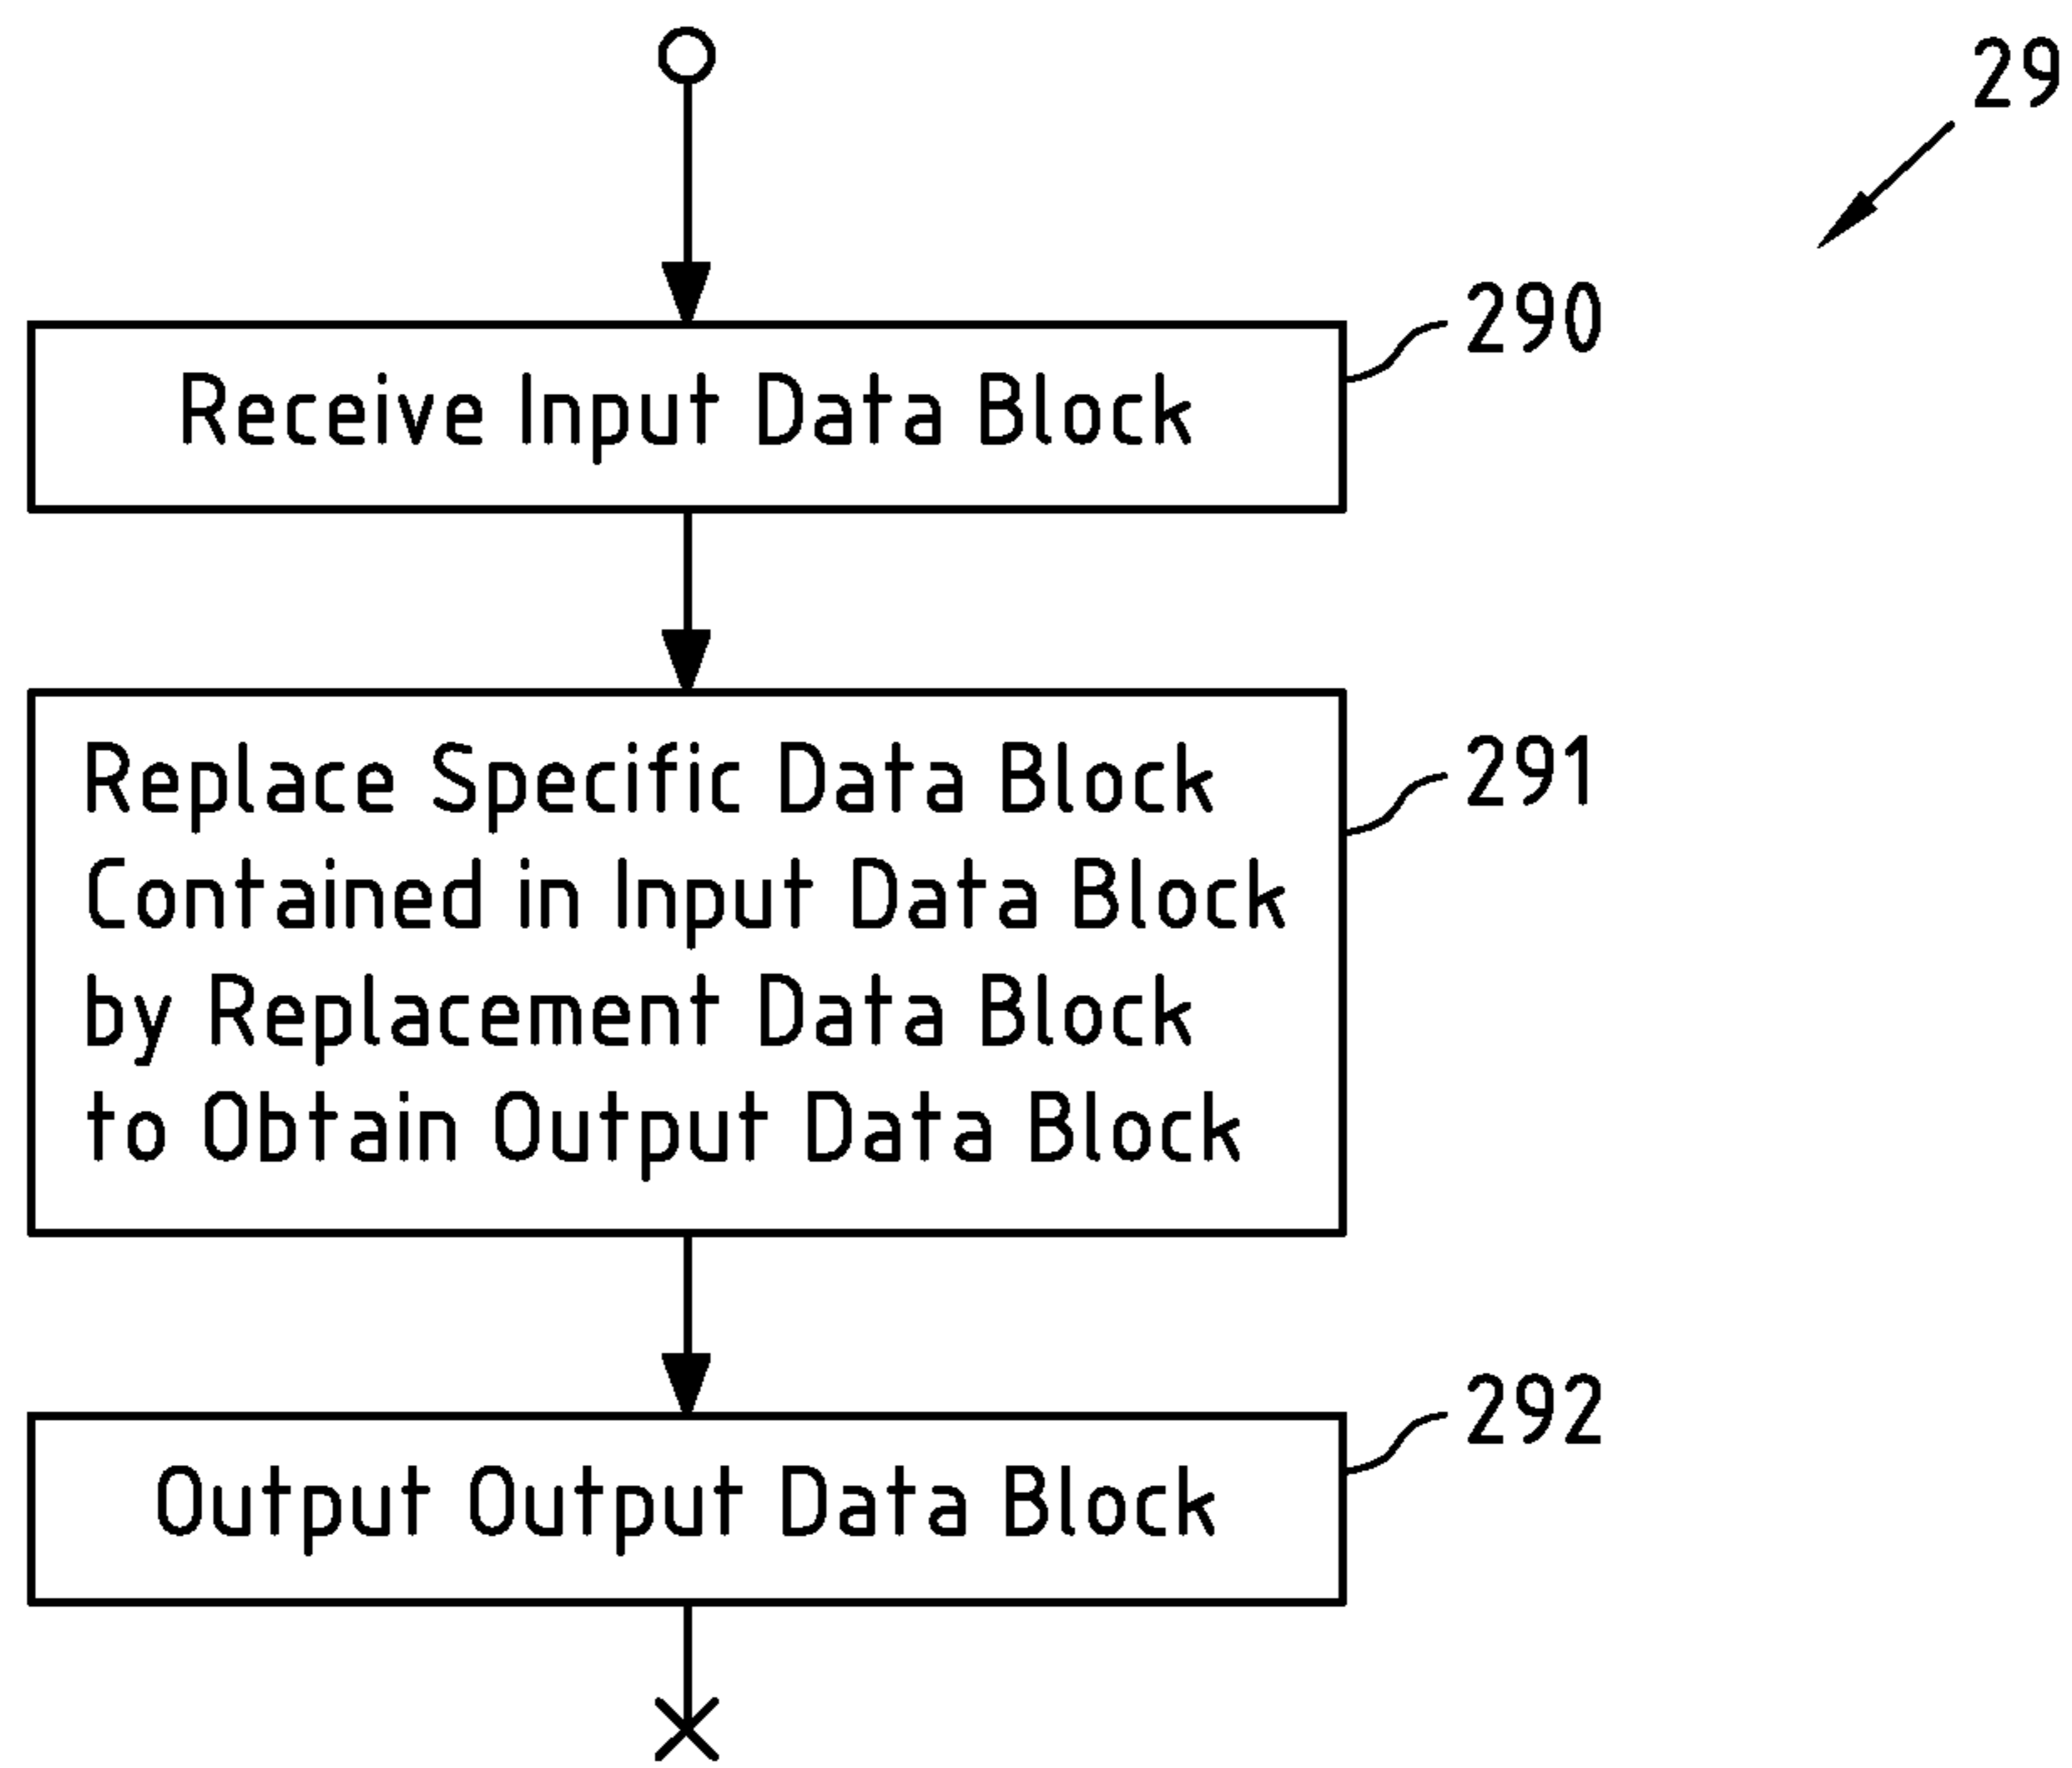 29
290
Receive Input Data Block
291
Replace Specific Data Block
Contained in Input Data Block
by Replacement Data Block
to Obtain Output Data Block
292
Output Output Data Block